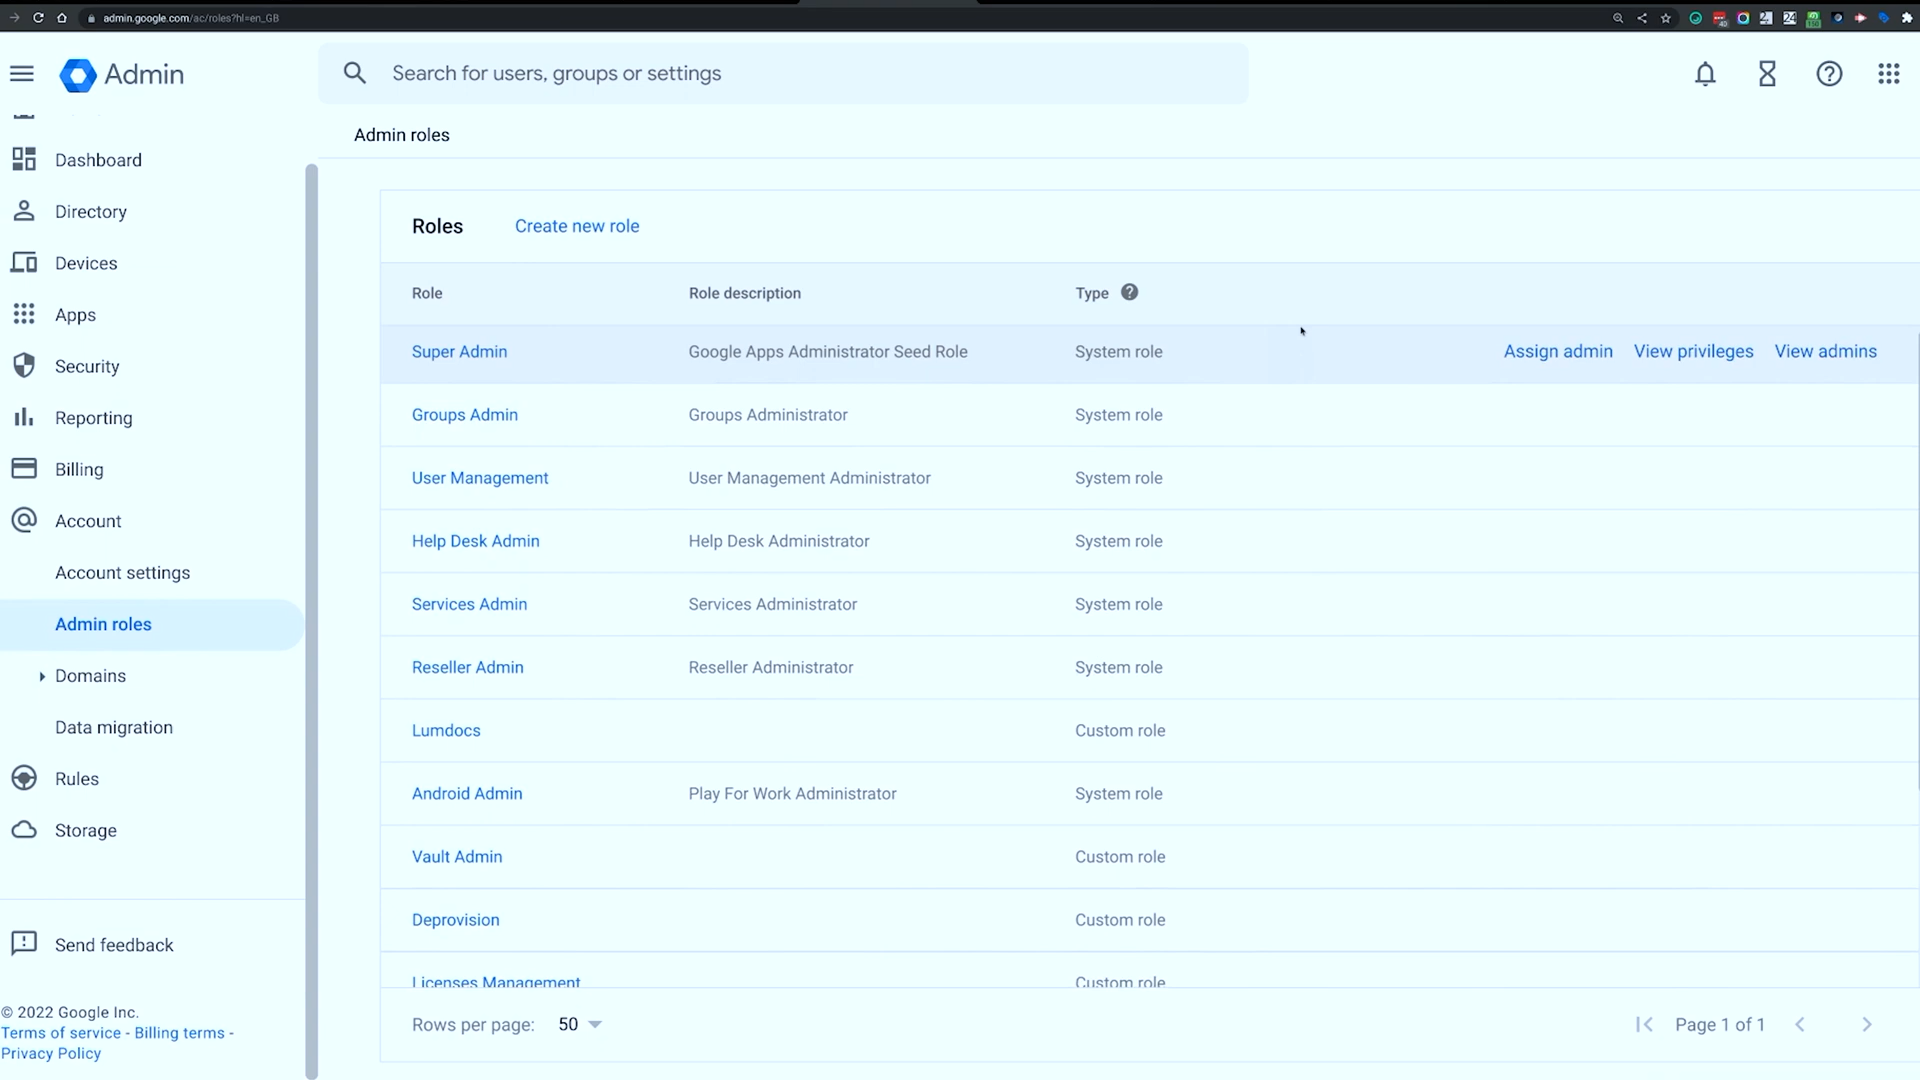 admin.google.com/ac/roles?hl=en_GB
Admin
Search for users, groups or settings
Admin roles
Dashboard
Directory
Devices
Apps
Security
Reporting
Billing
Account
Account settings
Admin roles
Domains
Data migration
Rules
Storage
Send feedback
© 2022 Google Inc.
Terms of service - Billing terms -
Privacy Policy
Roles Create new role
Role Role description Type
Super Admin Google Apps Administrator Seed Role System role Assign admin View privileges View admins
Groups Admin Groups Administrator System role
User Management User Management Administrator System role
Help Desk Admin Help Desk Administrator System role
Services Admin Services Administrator System role
Reseller Admin Reseller Administrator System role
Lumdocs Custom role
Android Admin Play For Work Administrator System role
Vault Admin Custom role
Deprovision Custom role
Licenses Management Custom role
Rows per page: 50 Page 1 of 1